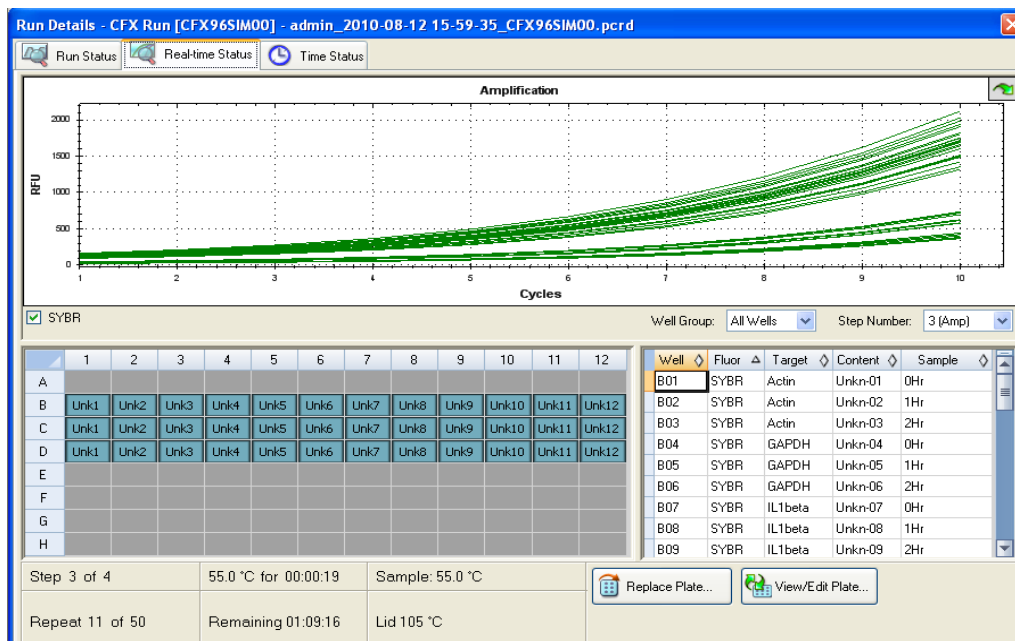 Run Details - CFX Run [CFX96SIM00] - admin_2010-08-12 15-59-35_CFX96SIM00.pcrd
Run Status Real-time Status Time Status
Amplification
2000
1500
1000
500
0
RFU
1 2 3 4 5 6 7 8 9 10
Cycles
SYBR Well Group: All Wells Step Number: 3 (Amp)
1 2 3 4 5 6 7 8 9 10 11 12
A
B Unk1 Unk2 Unk3 Unk4 Unk5 Unk6 Unk7 Unk8 Unk9 Unk10 Unk11 Unk12
C Unk1 Unk2 Unk3 Unk4 Unk5 Unk6 Unk7 Unk8 Unk9 Unk10 Unk11 Unk12
D Unk1 Unk2 Unk3 Unk4 Unk5 Unk6 Unk7 Unk8 Unk9 Unk10 Unk11 Unk12
E
F
G
H
Well Fluor Target Content Sample
B01 SYBR Actin Unkn-01 0Hr
B02 SYBR Actin Unkn-02 1Hr
B03 SYBR Actin Unkn-03 2Hr
B04 SYBR GAPDH Unkn-04 0Hr
B05 SYBR GAPDH Unkn-05 1Hr
B06 SYBR GAPDH Unkn-06 2Hr
B07 SYBR IL1beta Unkn-07 0Hr
B08 SYBR IL1beta Unkn-08 1Hr
B09 SYBR IL1beta Unkn-09 2Hr
Step 3 of 4 55.0 °C for 00:00:19 Sample: 55.0 °C
Replace Plate... View/Edit Plate...
Repeat 11 of 50 Remaining 01:09:16 Lid 105 °C